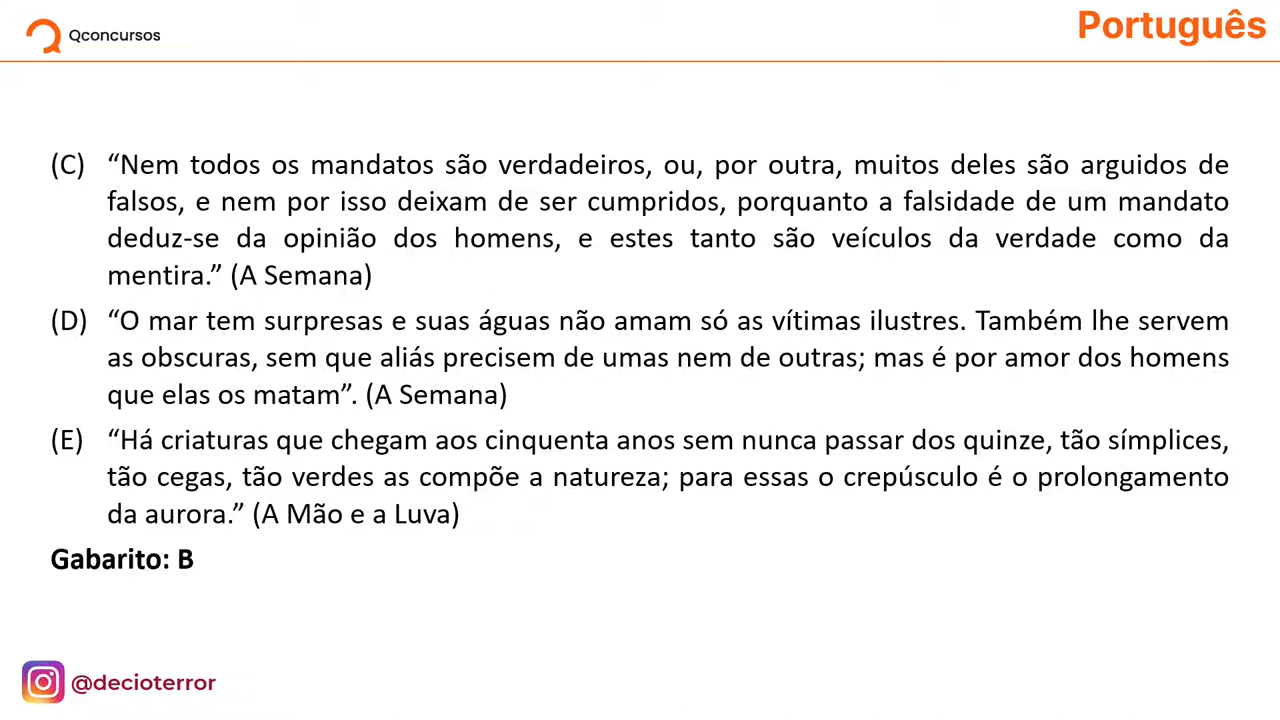 Qconcursos
Português
(C) “Nem todos os mandatos são verdadeiros, ou, por outra, muitos deles são arguidos de
falsos, e nem por isso deixam de ser cumpridos, porquanto a falsidade de um mandato
deduz-se da opinião dos homens, e estes tanto são veículos da verdade como da
mentira.” (A Semana)
(D) “O mar tem surpresas e suas águas não amam só as vítimas ilustres. Também lhe servem
as obscuras, sem que aliás precisem de umas nem de outras; mas é por amor dos homens
que elas os matam”. (A Semana)
(E) “Há criaturas que chegam aos cinquenta anos sem nunca passar dos quinze, tão símplices,
tão cegas, tão verdes as compõe a natureza; para essas o crepúsculo é o prolongamento
da aurora.” (A Mão e a Luva)
Gabarito: B
@decioterror